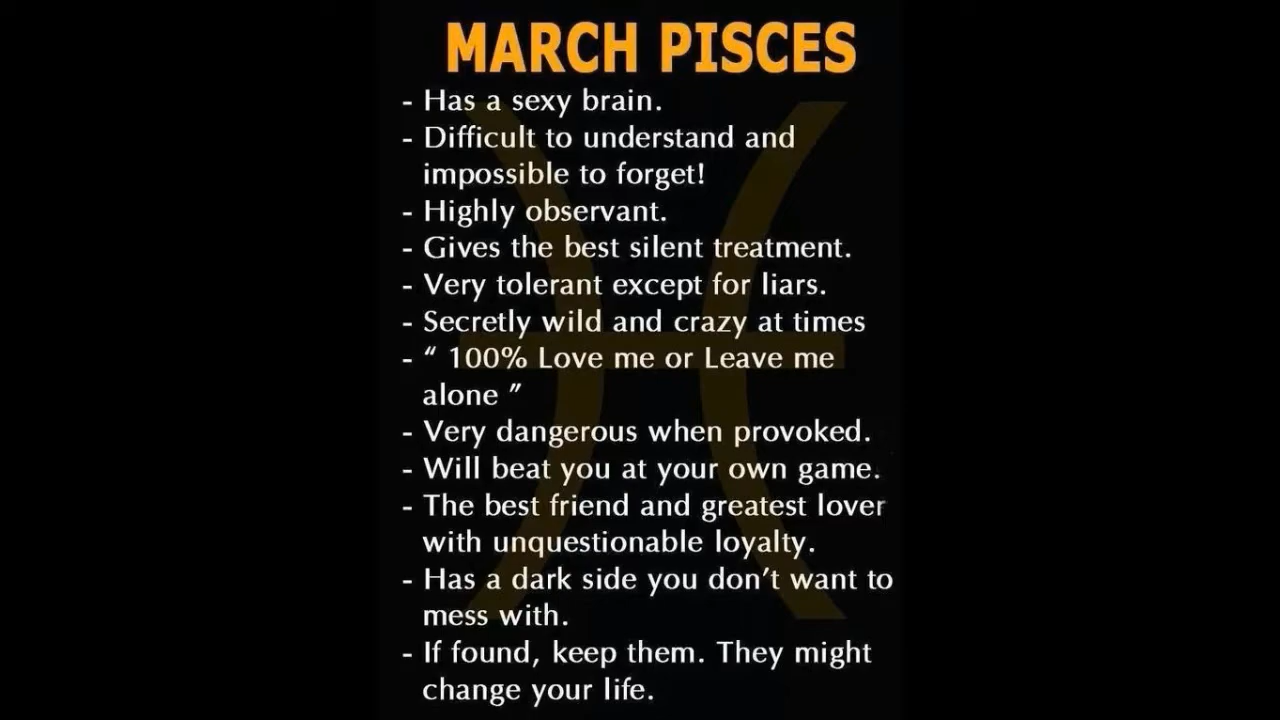 MARCH PISCES
- Has a sexy brain.
- Difficult to understand and
impossible to forget!
- Highly observant.
- Gives the best silent treatment.
- Very tolerant except for liars.
- Secretly wild and crazy at times
- “ 100% Love me or Leave me
alone ”
- Very dangerous when provoked.
- Will beat you at your own game.
- The best friend and greatest lover
with unquestionable loyalty.
- Has a dark side you don’t want to
mess with.
- If found, keep them. They might
change your life.